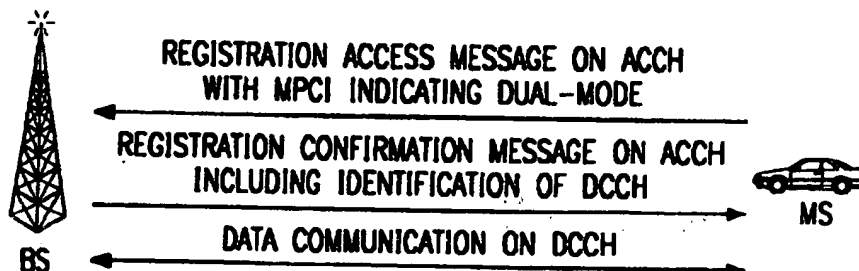 REGISTRATION ACCESS MESSAGE ON ACCH
WITH MPCI INDICATING DUAL-MODE
REGISTRATION CONFIRMATION MESSAGE ON ACCH
INCLUDING IDENTIFICATION OF DCCH
MS
DATA COMMUNICATION ON DCCH
BS